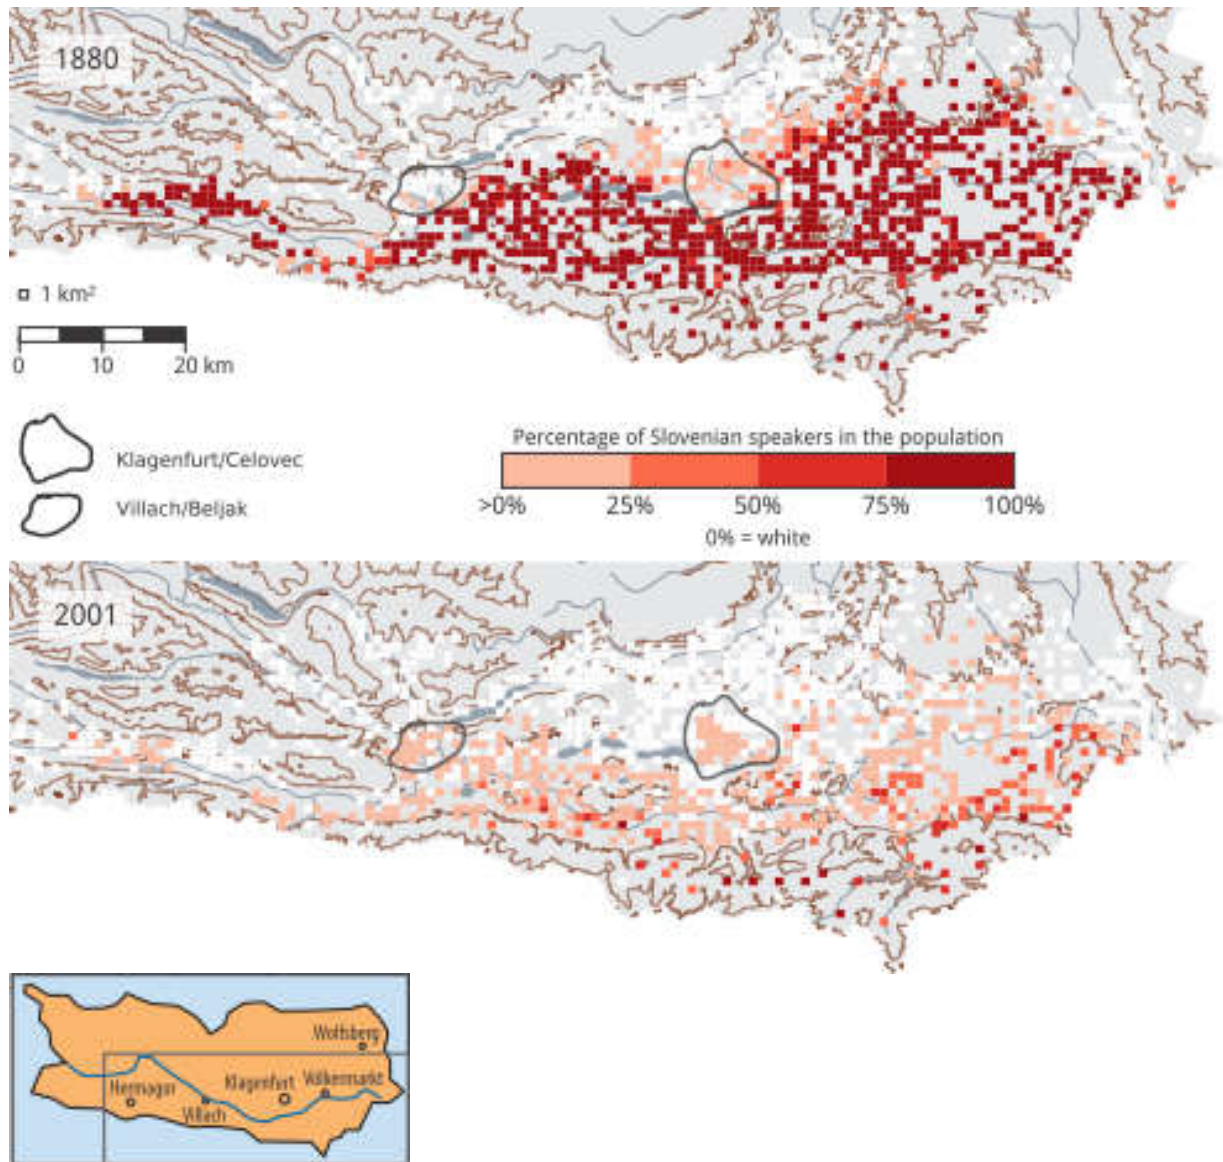 1880
1 km²
0 10 20 km
Klagenfurt/Celovec
Villach/Beljak
Percentage of Slovenian speakers in the population
>0% 25% 50% 75% 100%
0% = white
2001
Wolfsberg
Hermagor
Klagenfurt
Völkermarkt
Villach